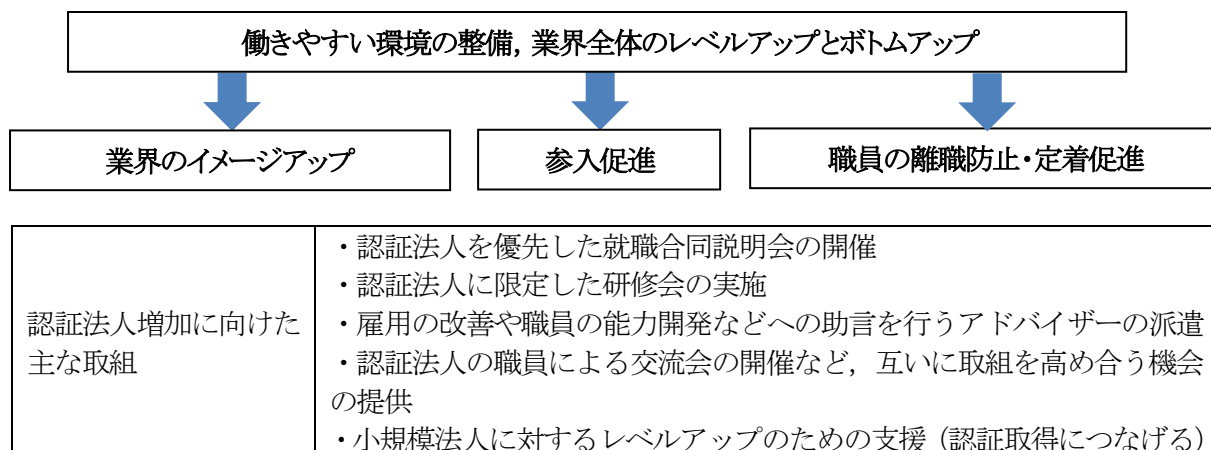 働きやすい環境の整備，業界全体のレベルアップとボトムアップ
業界のイメージアップ
参入促進
職員の離職防止・定着促進
認証法人増加に向けた
主な取組
・認証法人を優先した就職合同説明会の開催
・認証法人に限定した研修会の実施
・雇用の改善や職員の能力開発などへの助言を行うアドバイザーの派遣
・認証法人の職員による交流会の開催など，互いに取組を高め合う機会
の提供
・小規模法人に対するレベルアップのための支援（認証取得につなげる）